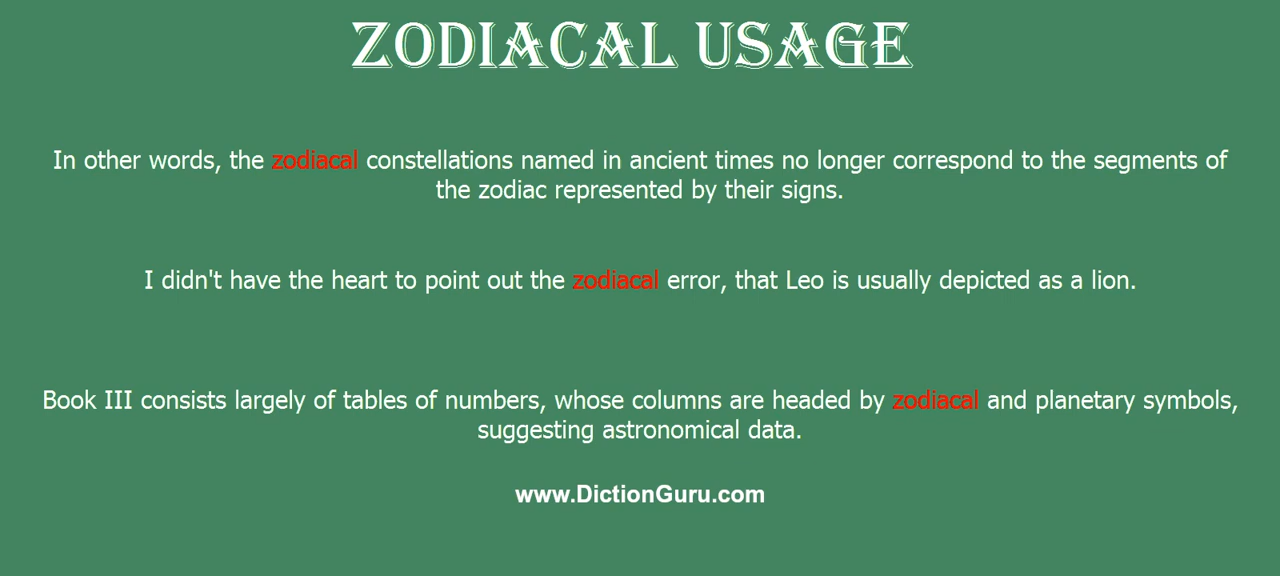 ZODIACAL USAGE
In other words, the zodiacal constellations named in ancient times no longer correspond to the segments of
the zodiac represented by their signs.
I didn't have the heart to point out the zodiacal error, that Leo is usually depicted as a lion.
Book III consists largely of tables of numbers, whose columns are headed by zodiacal and planetary symbols,
suggesting astronomical data.
www.DictionGuru.com